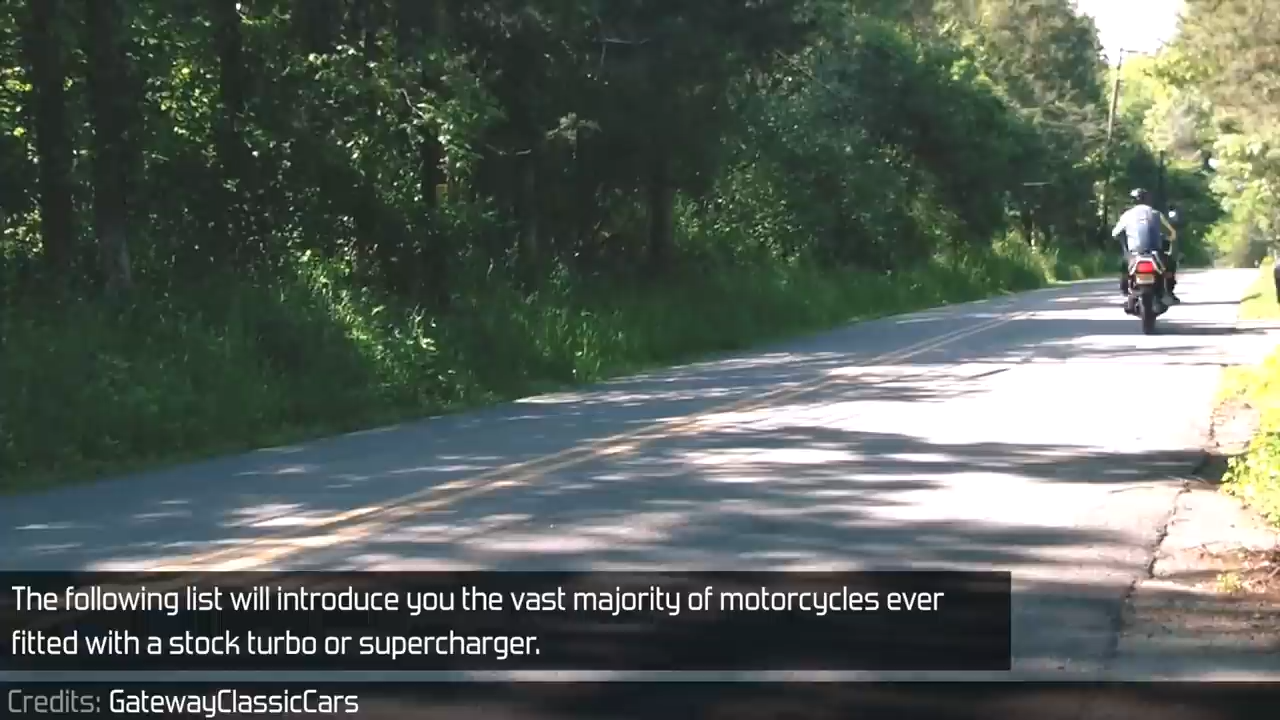 The following list will introduce you the vast majority of motorcycles ever
fitted with a stock turbo or supercharger.
Credits: GatewayClassicCars